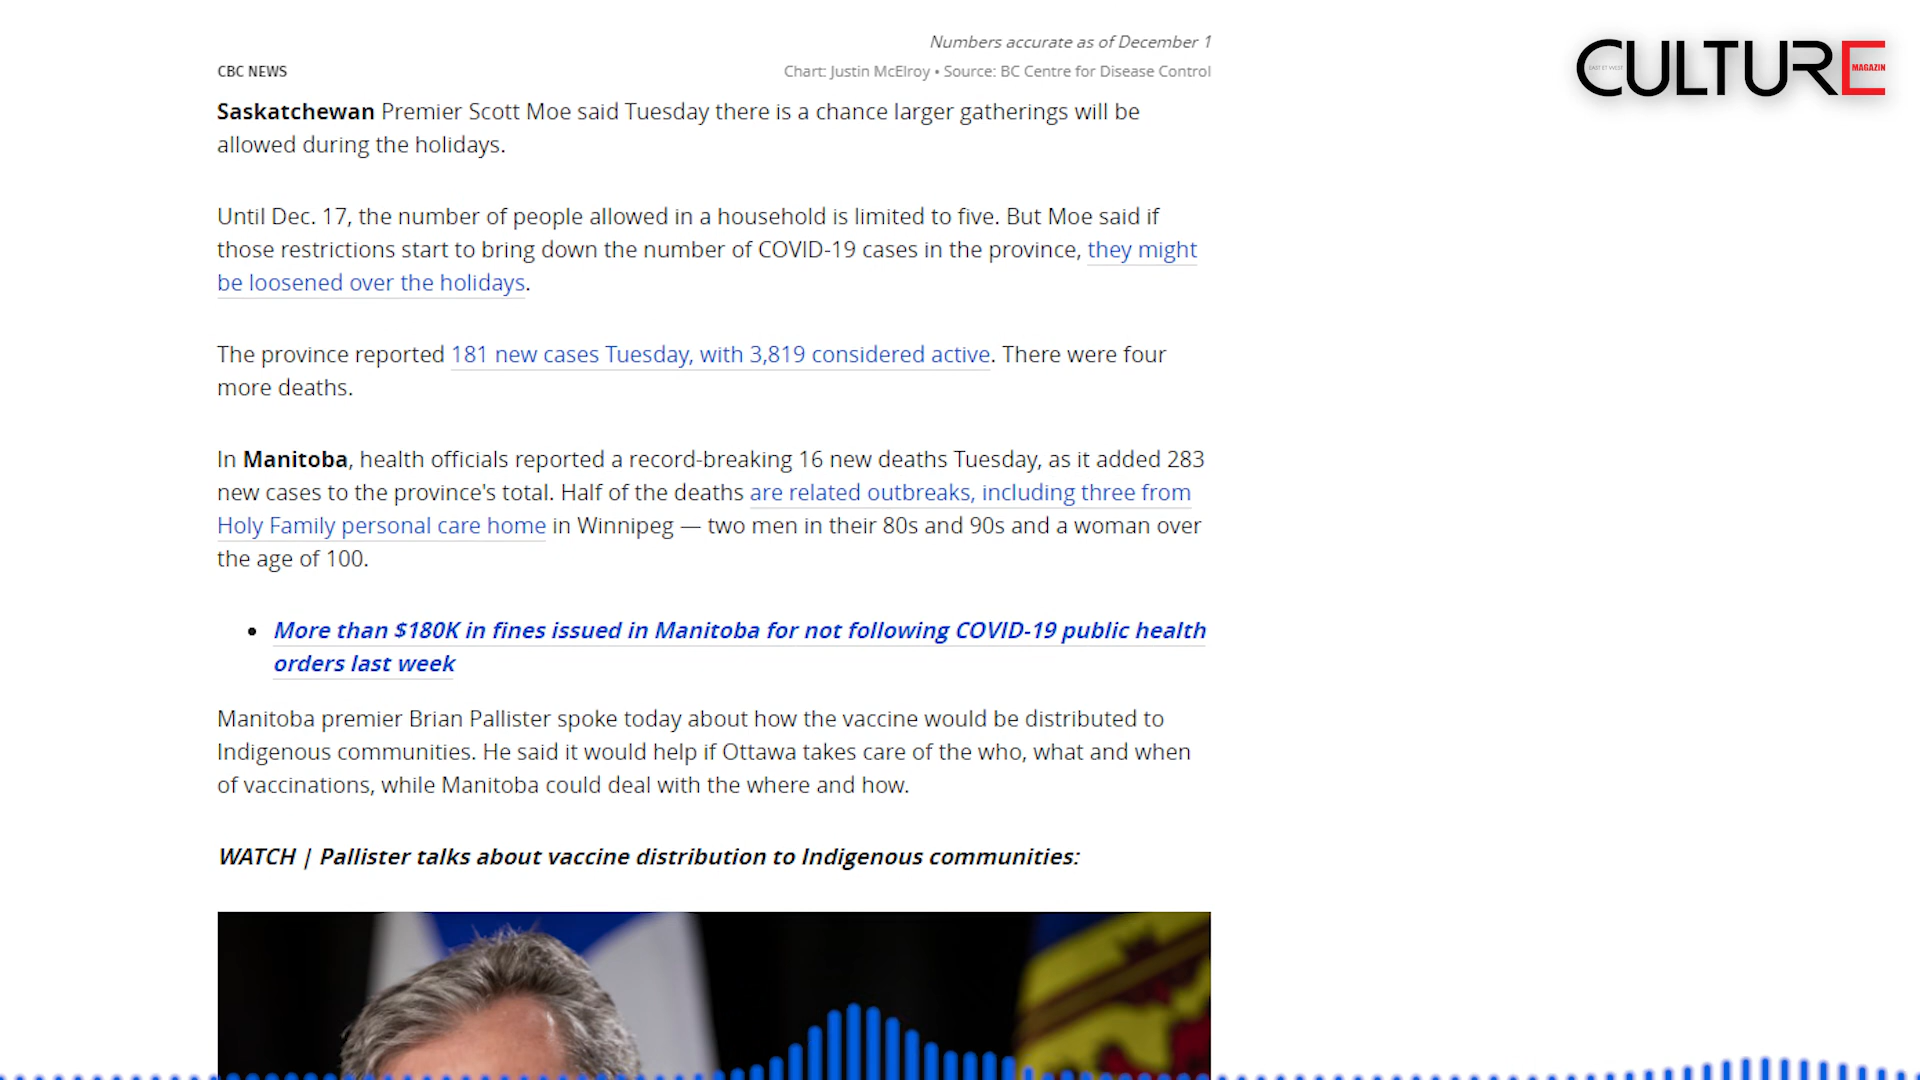 Numbers accurate as of December 1
CBC NEWS
Chart: Justin McElroy • Source: BC Centre for Disease Control
CULTURE
EAST ET WEST
MAGAZIN
Saskatchewan Premier Scott Moe said Tuesday there is a chance larger gatherings will be
allowed during the holidays.
Until Dec. 17, the number of people allowed in a household is limited to five. But Moe said if
those restrictions start to bring down the number of COVID-19 cases in the province, they might
be loosened over the holidays.
The province reported 181 new cases Tuesday, with 3,819 considered active. There were four
more deaths.
In Manitoba, health officials reported a record-breaking 16 new deaths Tuesday, as it added 283
new cases to the province's total. Half of the deaths are related outbreaks, including three from
Holy Family personal care home in Winnipeg — two men in their 80s and 90s and a woman over
the age of 100.
• More than $180K in fines issued in Manitoba for not following COVID-19 public health
orders last week
Manitoba premier Brian Pallister spoke today about how the vaccine would be distributed to
Indigenous communities. He said it would help if Ottawa takes care of the who, what and when
of vaccinations, while Manitoba could deal with the where and how.
WATCH | Pallister talks about vaccine distribution to Indigenous communities: